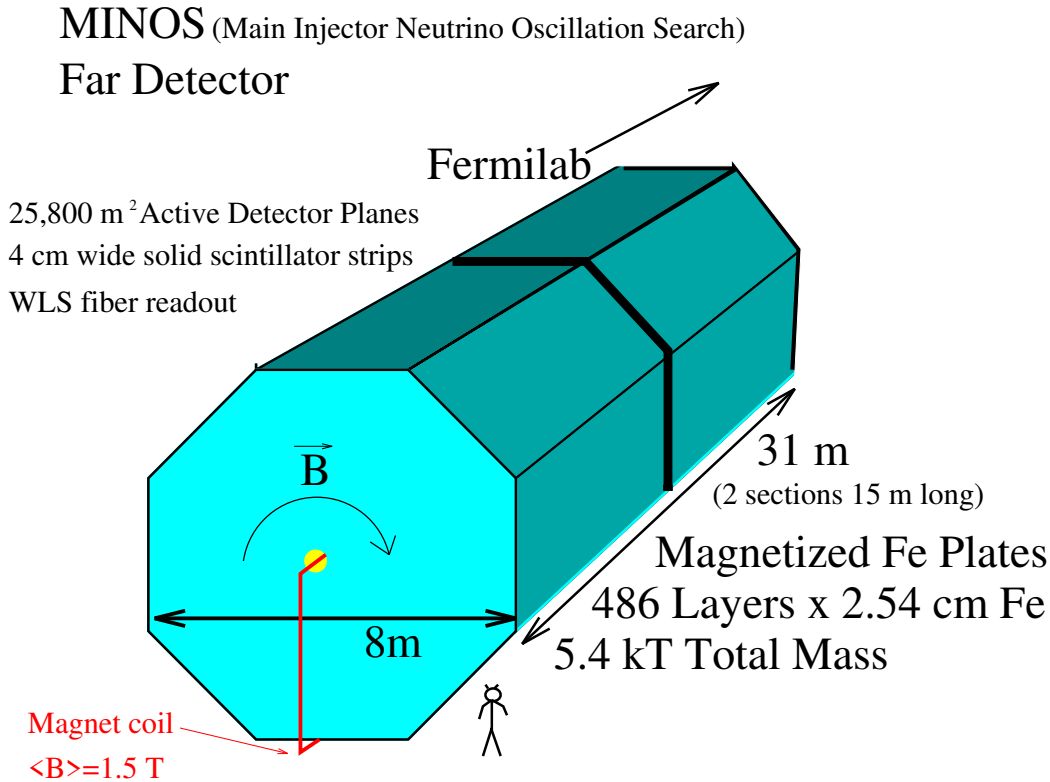 MINOS (Main Injector Neutrino Oscillation Search)
Far Detector
Fermilab
25,800 m² Active Detector Planes
4 cm wide solid scintillator strips
WLS fiber readout
B
8m
31 m
(2 sections 15 m long)
Magnetized Fe Plates
486 Layers x 2.54 cm Fe
5.4 kT Total Mass
Magnet coil
<B>=1.5 T